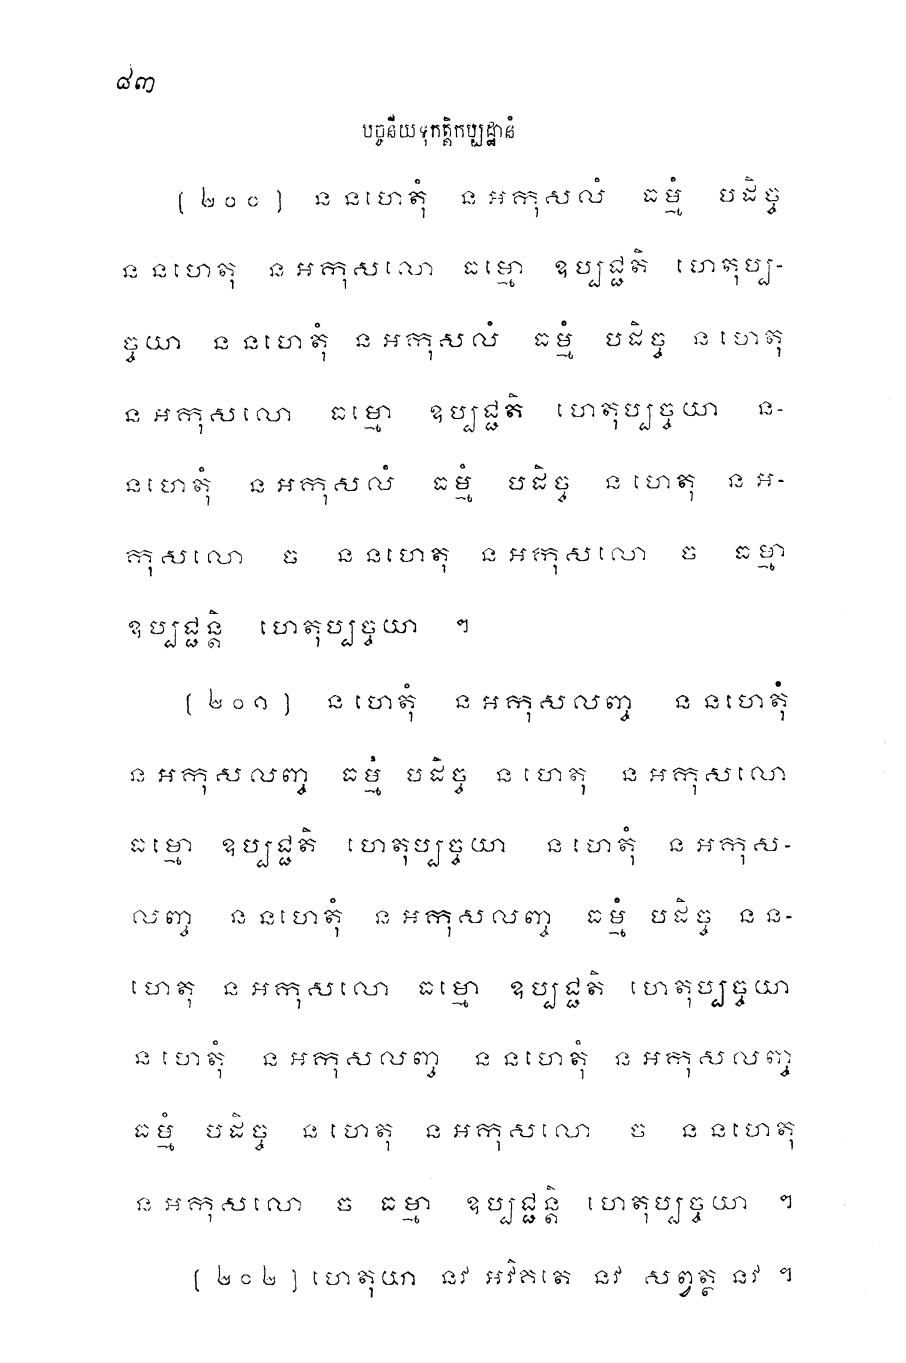 ៨៣
បច្ចនីយទុកត្តិកប្បដ្ឋានំ
(២០០) ន នហេតុំ ន អកុសលំ ធម្មំ បដិច្ច
ន នហេតុ ន អកុសលោ ធម្មោ ឧប្បជ្ជតិ ហេតុប្ប-
ច្ចយា ន នហេតុំ ន អកុសលំ ធម្មំ បដិច្ច ន ហេតុ
ន អកុសលោ ធម្មោ ឧប្បជ្ជតិ ហេតុប្បច្ចយា ន-
នហេតុំ ន អកុសលំ ធម្មំ បដិច្ច ន ហេតុ ន អ-
កុសលោ ច ន នហេតុ ន អកុសលោ ច ធម្មា
ឧប្បជ្ជន្តិ ហេតុប្បច្ចយា ។
(២០១) ន ហេតុំ ន អកុសលញ្ច ន នហេតុំ
ន អកុសលញ្ច ធម្មំ បដិច្ច ន ហេតុ ន អកុសលោ
ធម្មោ ឧប្បជ្ជតិ ហេតុប្បច្ចយា ន ហេតុំ ន អកុស-
លញ្ច ន នហេតុំ ន អកុសលញ្ច ធម្មំ បដិច្ច ន ន-
ហេតុ ន អកុសលោ ធម្មោ ឧប្បជ្ជតិ ហេតុប្បច្ចយា
ន ហេតុំ ន អកុសលញ្ច ន នហេតុំ ន អកុសលញ្ច
ធម្មំ បដិច្ច ន ហេតុ ន អកុសលោ ច ន នហេតុ
ន អកុសលោ ច ធម្មា ឧប្បជ្ជន្តិ ហេតុប្បច្ចយា ។
(២០២) ហេតុយា នវ អវិគតេ នវ សព្វត្ថ នវ ។